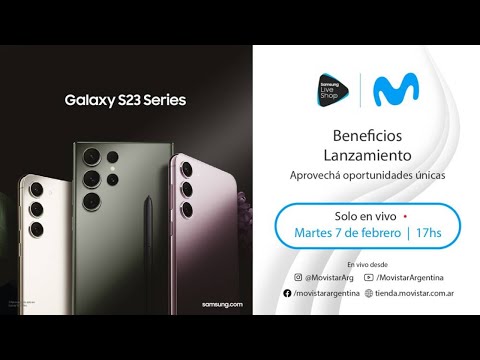 Galaxy S23 Series
samsung.com
Samsung
Live
Shop
Beneficios
Lanzamiento
Aprovechá oportunidades únicas
Solo en vivo •
Martes 7 de febrero | 17hs
En vivo desde
@MovistarArg
/MovistarArgentina
/movistarargentina
tienda.movistar.com.ar